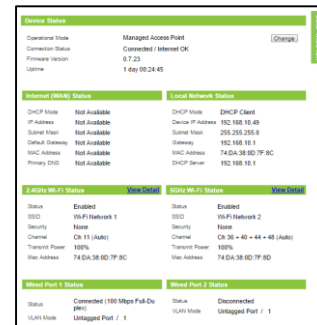 Device Status
Operational Mode Managed Access Point Change
Connection Status Connected / Internet OK
Firmware Version 0.7.23
Uptime 1 day 00:24:45
Internet (WAN) Status
DHCP Mode Not Available
IP Address Not Available
Subnet Mask Not Available
Default Gateway Not Available
MAC Address Not Available
Primary DNS Not Available
Local Network Status
DHCP Mode DHCP Client
Device IP Address 192.168.10.49
Subnet Mask 255.255.255.0
Gateway 192.168.10.1
MAC Address 74:DA:38:0D:7F:8C
DHCP Server 192.168.10.1
2.4GHz Wi-Fi Status View Detail
Status Enabled
SSID Wi-Fi Network 1
Security None
Channel Ch 11 (Auto)
Transmit Power 100%
Mac Address 74:DA:38:0D:7F:8C
5GHz Wi-Fi Status View Detail
Status Enabled
SSID Wi-Fi Network 2
Security None
Channel Ch 36 + 40 + 44 + 48 (Auto)
Transmit Power 100%
Mac Address 74:DA:38:0D:7F:8D
Wired Port 1 Status
Status Connected (100 Mbps Full-Du
plex)
VLAN Mode Untagged Port / 1
Wired Port 2 Status
Status Disconnected
VLAN Mode Untagged Port / 1